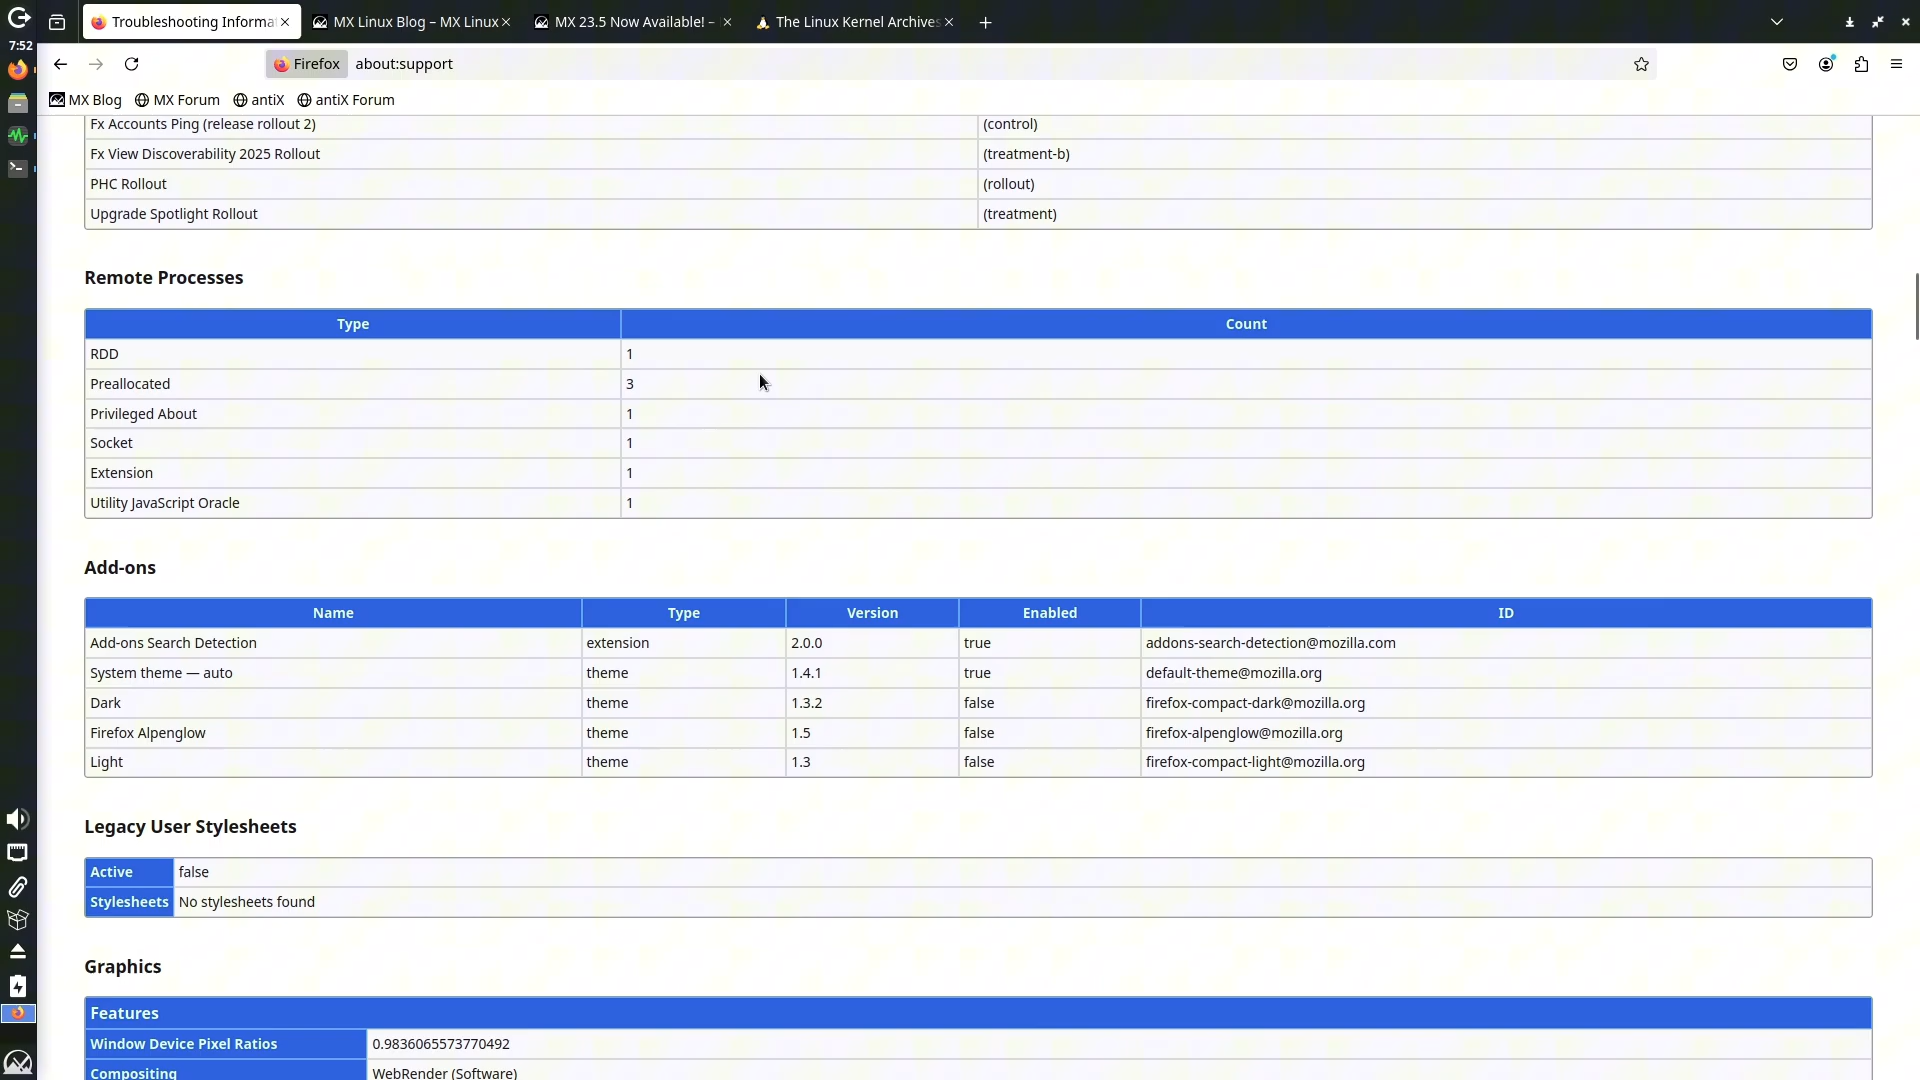 Troubleshooting Informa
MX Linux Blog – MX Linux
MX 23.5 Now Available! –
The Linux Kernel Archives
7:52
Firefox about:support
MX Blog MX Forum antiX antiX Forum
Fx Accounts Ping (release rollout 2) (control)
Fx View Discoverability 2025 Rollout (treatment-b)
PHC Rollout (rollout)
Upgrade Spotlight Rollout (treatment)
Remote Processes
Type Count
RDD 1
Preallocated 3
Privileged About 1
Socket 1
Extension 1
Utility JavaScript Oracle 1
Add-ons
Name Type Version Enabled ID
Add-ons Search Detection extension 2.0.0 true addons-search-detection@mozilla.com
System theme — auto theme 1.4.1 true default-theme@mozilla.org
Dark theme 1.3.2 false firefox-compact-dark@mozilla.org
Firefox Alpenglow theme 1.5 false firefox-alpenglow@mozilla.org
Light theme 1.3 false firefox-compact-light@mozilla.org
Legacy User Stylesheets
Active false
Stylesheets No stylesheets found
Graphics
Features
Window Device Pixel Ratios 0.9836065573770492
Compositing WebRender (Software)